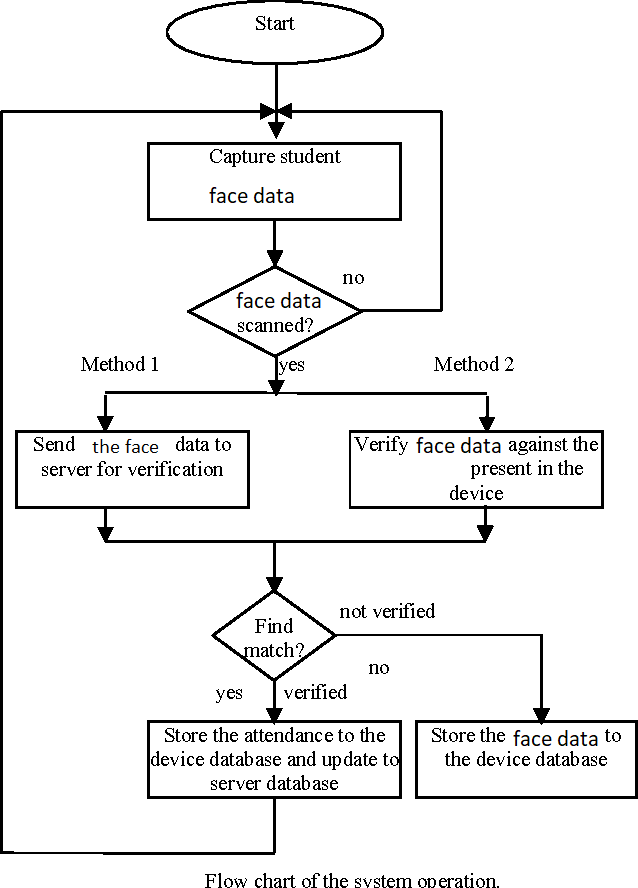 Start
Capture student
face data
no
face data
scanned?
yes
Method 1
Method 2
Send the face data to
server for verification
Verify face data against the
present in the
device
Find
match?
not verified
no
yes verified
Store the attendance to the
device database and update to
server database
Store the face data to
the device database
Flow chart of the system operation.